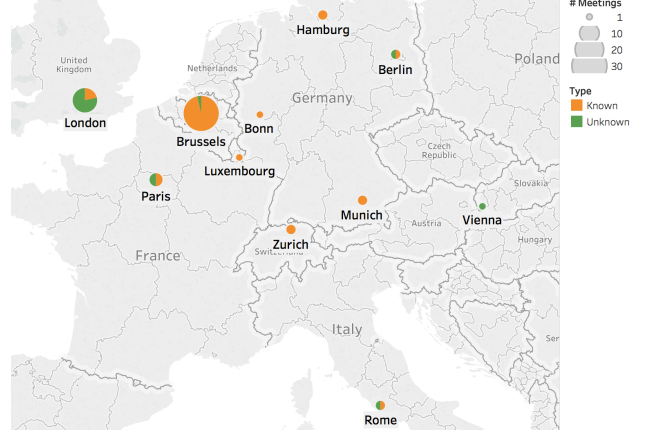 # Meetings
1
10
20
30
Type
Known
Unknown
Hamburg
Berlin
Poland
United
Kingdom
Netherlands
Germany
London
Brussels
Bonn
Luxembourg
Czech
Republic
Paris
Munich
Slovakia
Vienna
Austria
Zurich
Switzerland
Hungary
France
Italy
Ser
Rome